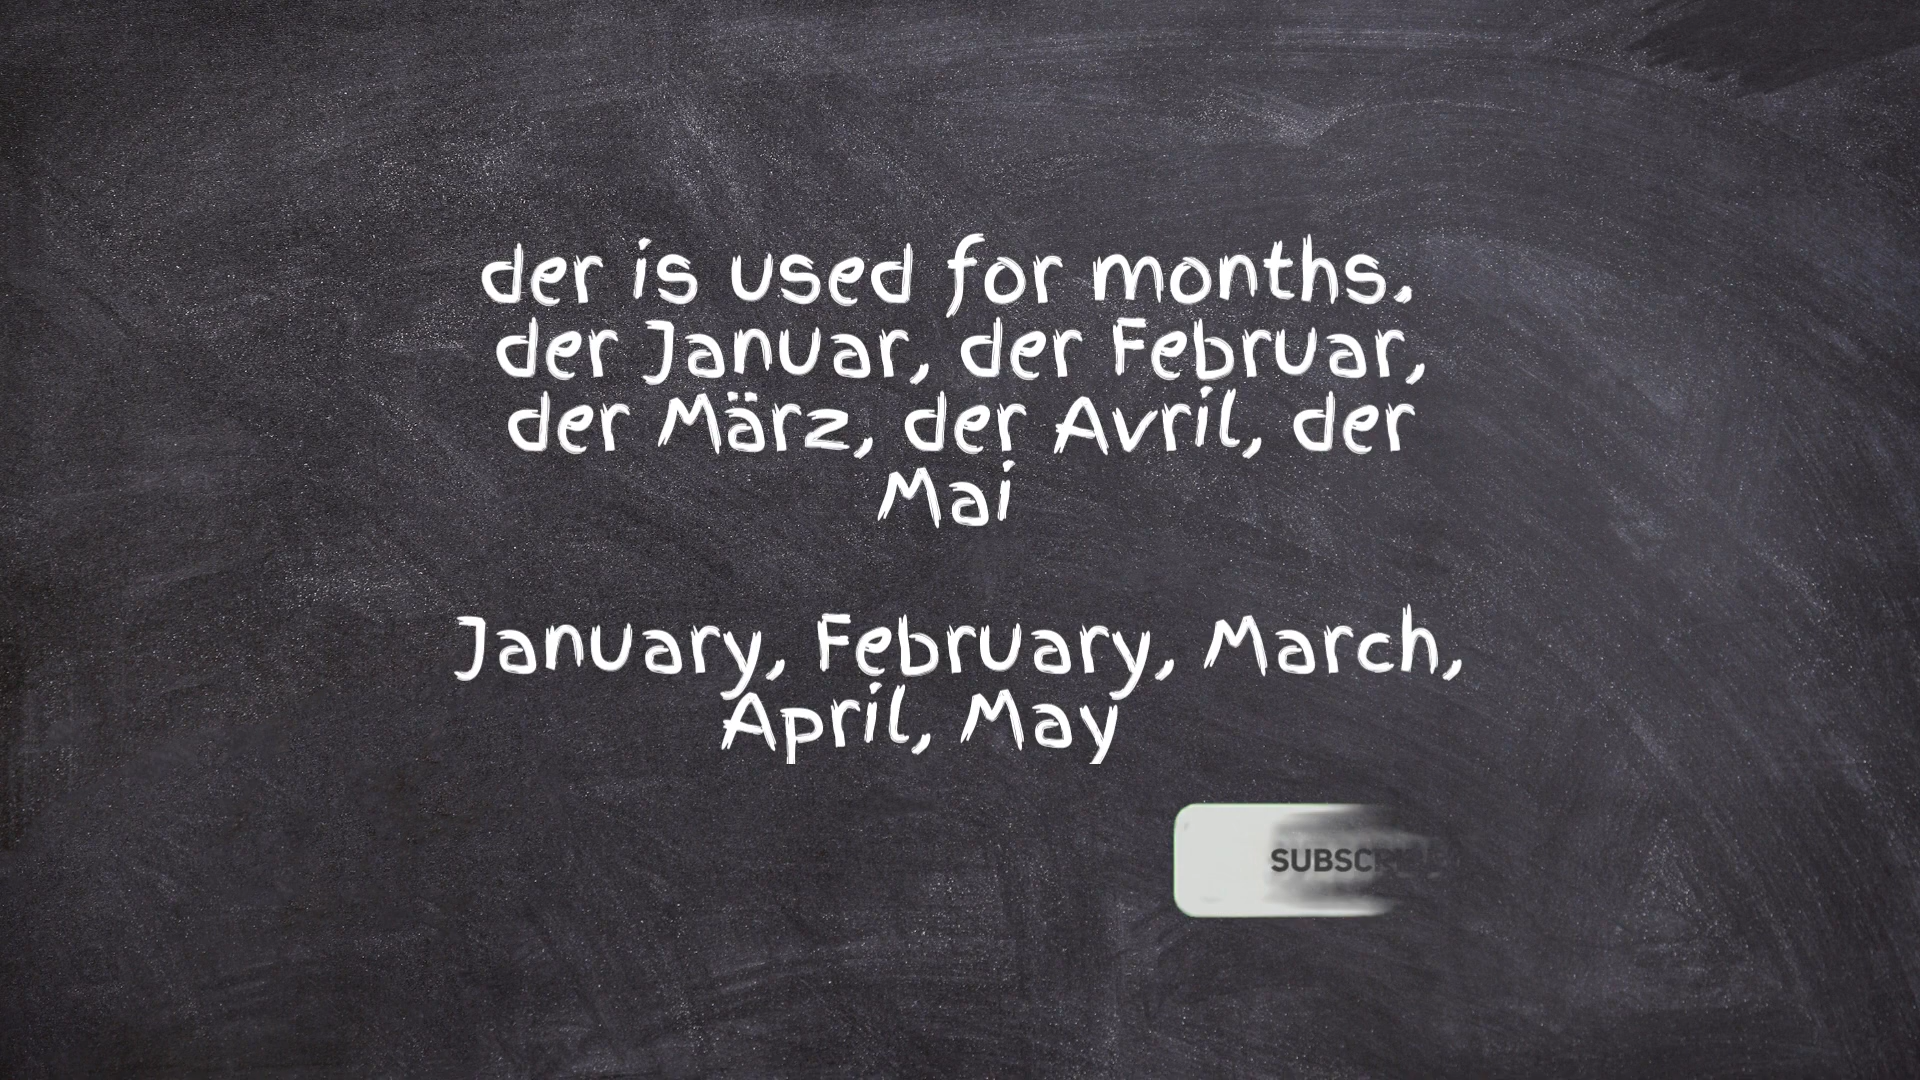 der is used for months.
der Januar, der Februar,
der März, der Avril, der
Mai
January, February, March,
April, May